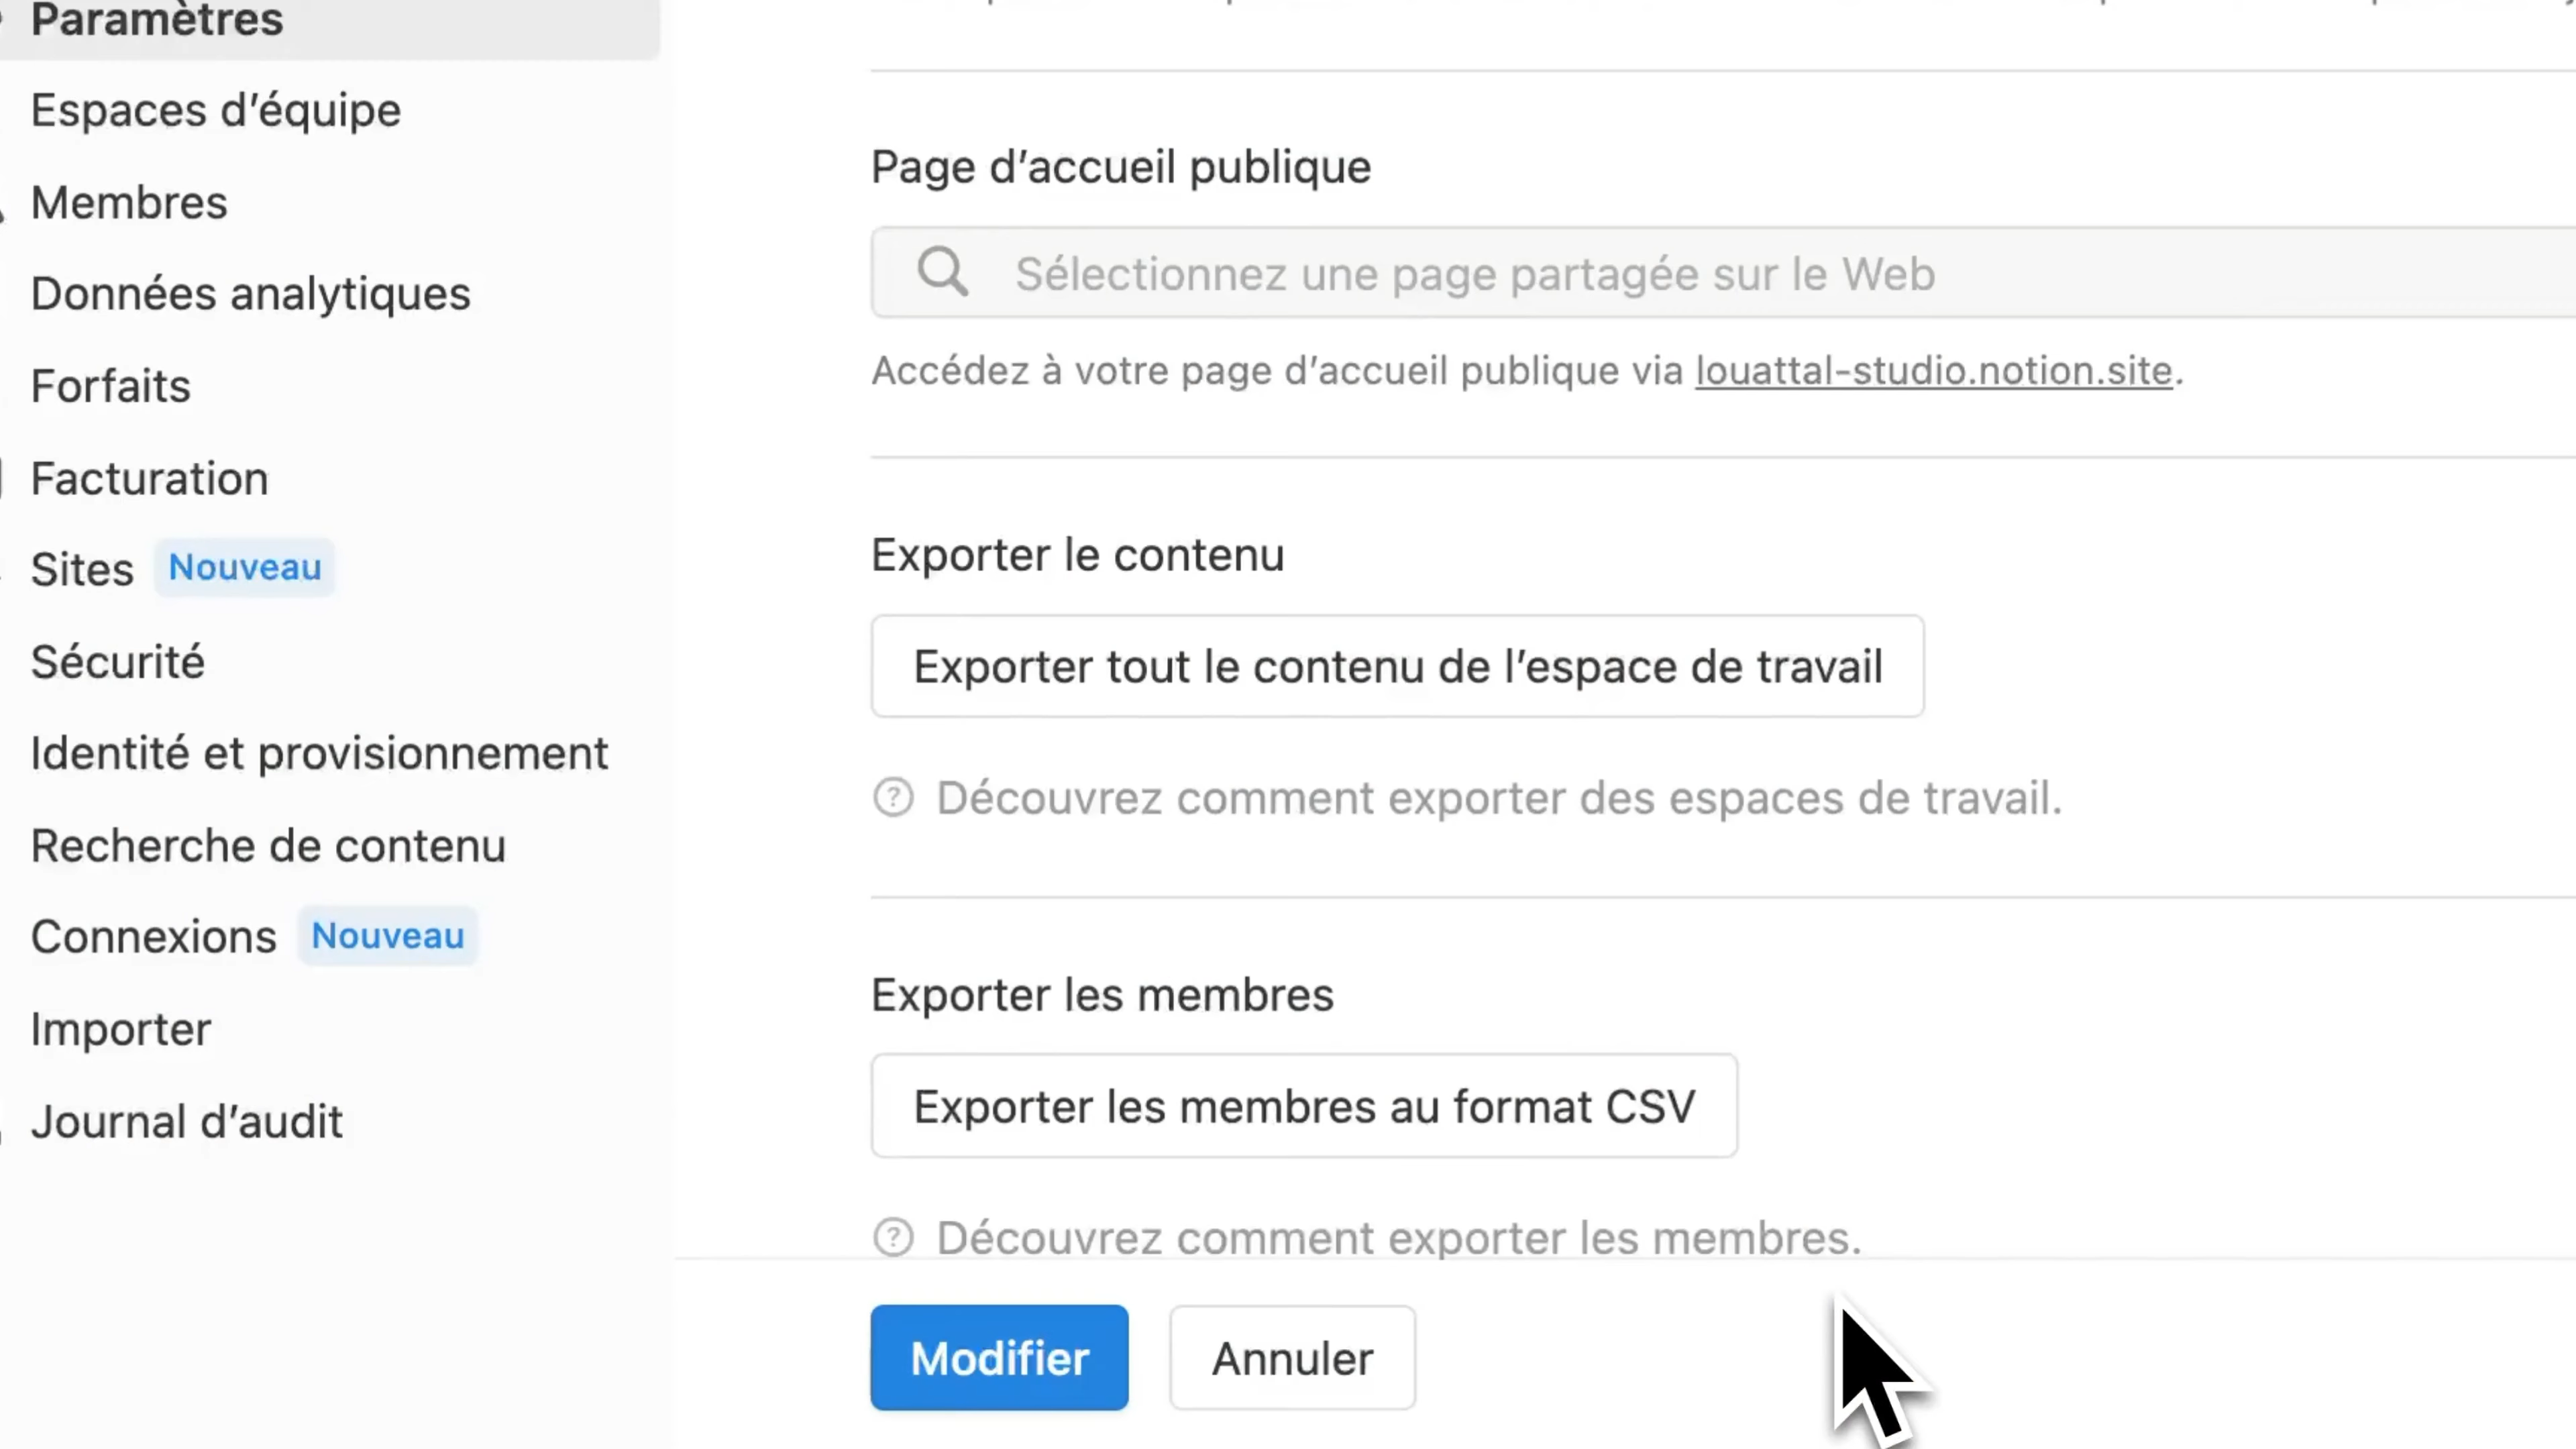 Paramètres
Espaces d’équipe
Membres
Données analytiques
Forfaits
Facturation
Sites Nouveau
Sécurité
Identité et provisionnement
Recherche de contenu
Connexions Nouveau
Importer
Journal d’audit
Page d’accueil publique
Sélectionnez une page partagée sur le Web
Accédez à votre page d’accueil publique via louattal-studio.notion.site.
Exporter le contenu
Exporter tout le contenu de l’espace de travail
Découvrez comment exporter des espaces de travail.
Exporter les membres
Exporter les membres au format CSV
Découvrez comment exporter les membres.
Modifier Annuler